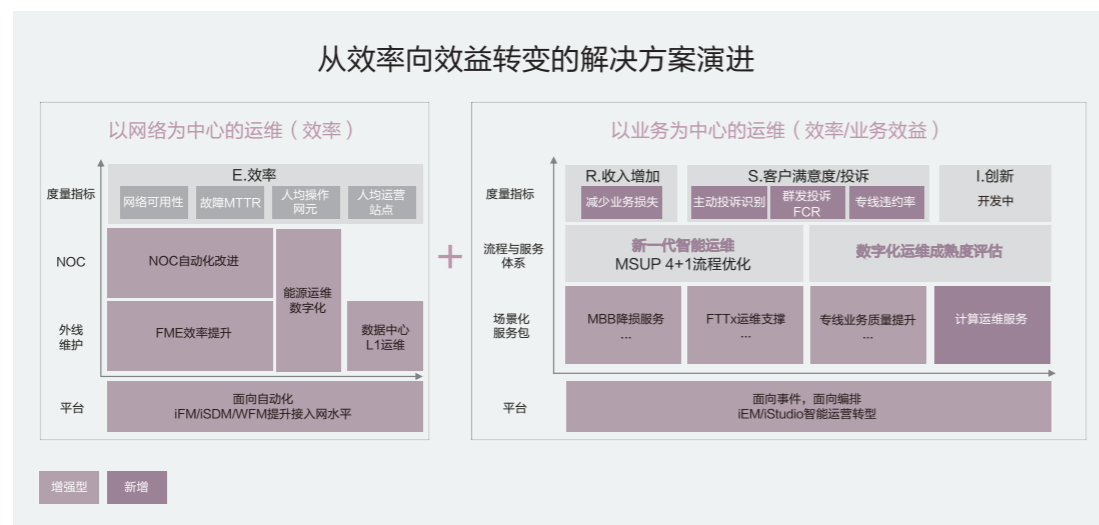 从效率向效益转变的解决方案演进
以网络为中心的运维（效率）
度量指标
E.效率
网络可用性
故障MTTR
人均操作
网元
人均运营
站点
NOC
NOC自动化改进
能源运维
数字化
外线
维护
FME效率提升
数据中心
L1运维
平台
面向自动化
iFM/iSDM/WFM提升接入网水平
+
以业务为中心的运维（效率/业务效益）
度量指标
R.收入增加
减少业务损失
S.客户满意度/投诉
主动投诉识别
群发投诉
FCR
专线违约率
I.创新
开发中
流程与服务
体系
新一代智能运维
MSUP 4+1流程优化
数字化运维成熟度评估
场景化
服务包
MBB降损服务
...
FTTx运维支撑
...
专线业务质量提升
...
计算运维服务
平台
面向事件，面向编排
iEM/iStudio智能运营转型
增强型
新增